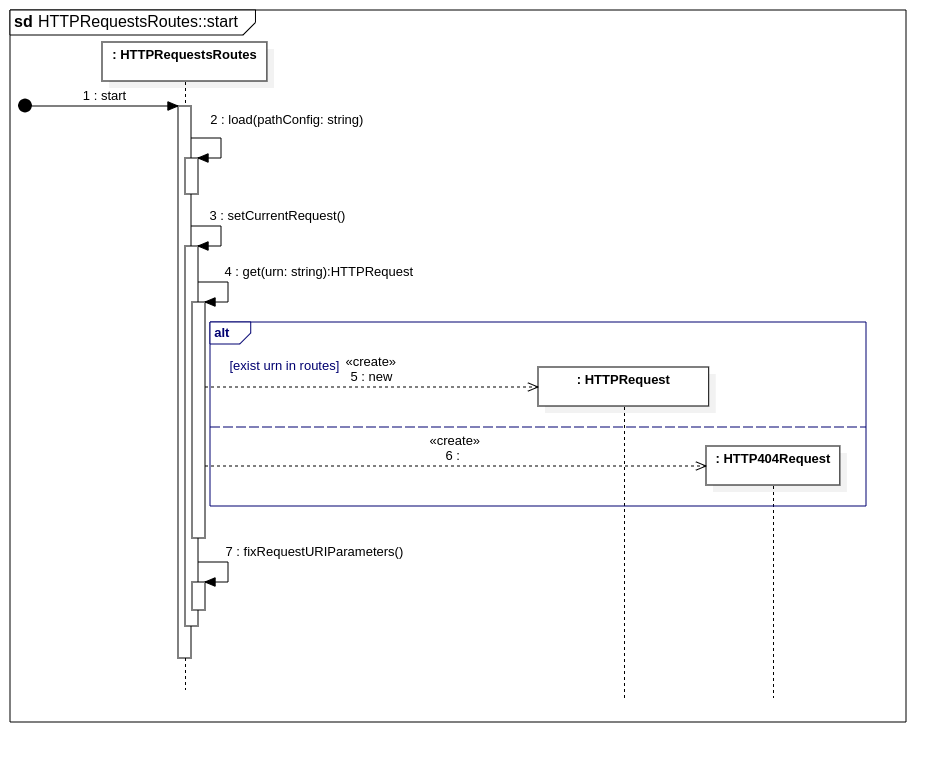 sd HTTPRequestsRoutes::start
: HTTPRequestsRoutes
1 : start
2 : load(pathConfig: string)
3 : setCurrentRequest()
4 : get(urn: string):HTTPRequest
alt
[exist urn in routes]
«create»
5 : new
: HTTPRequest
«create»
6 :
: HTTP404Request
7 : fixRequestURIParameters()